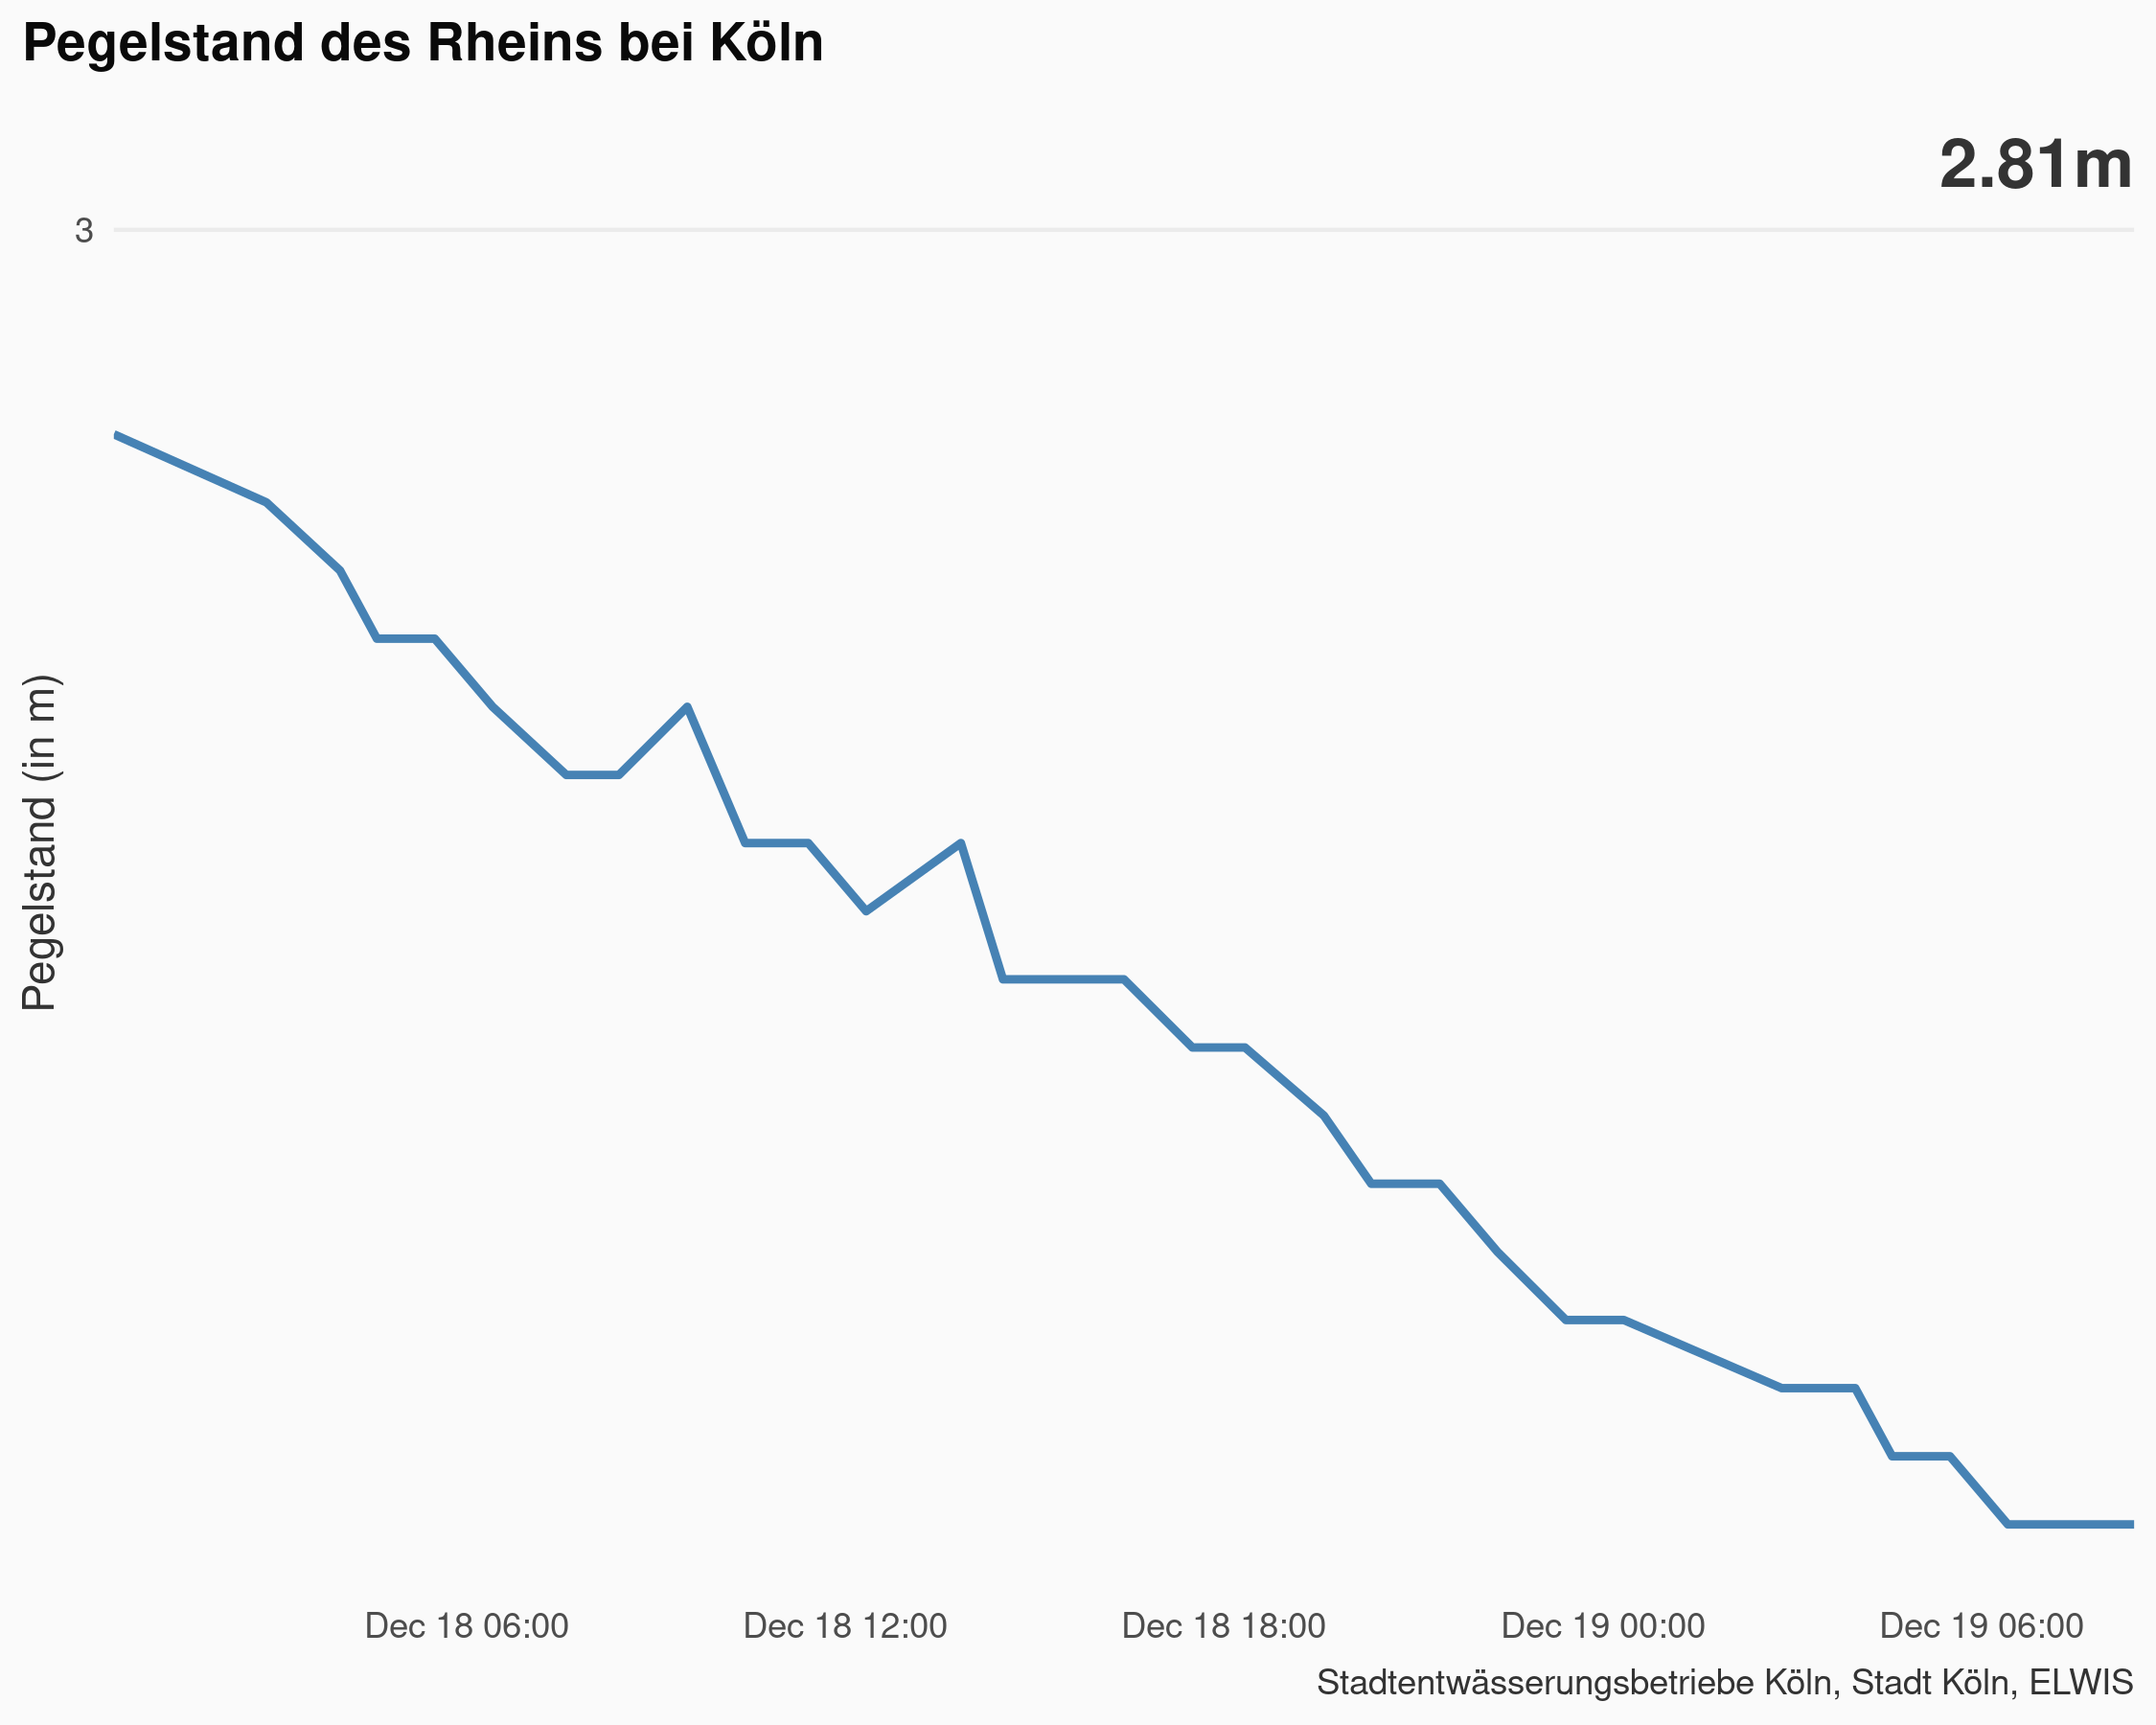 Pegelstand des Rheins bei Köln
2.81m
3
Pegelstand (in m)
Dec 18 06:00
Dec 18 12:00
Dec 18 18:00
Dec 19 00:00
Dec 19 06:00
Stadtentwässerungsbetriebe Köln, Stadt Köln, ELWIS